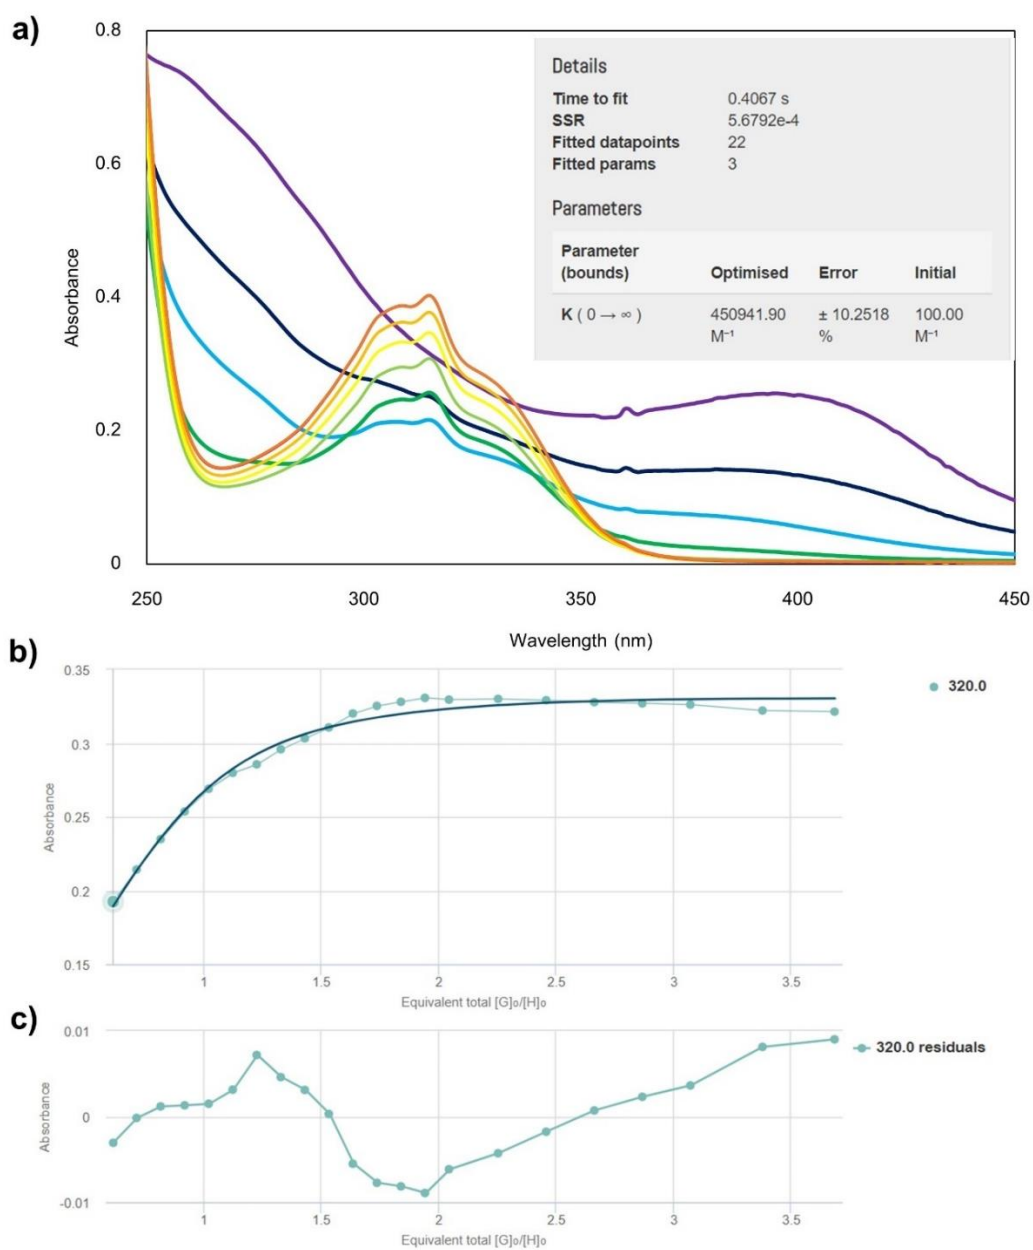 a)
0.8
0.6
0.4
0.2
0
Absorbance
250
300
350
400
450
Wavelength (nm)
Details
Time to fit 0.4067 s
SSR 5.6792e-4
Fitted datapoints 22
Fitted params 3
Parameters
Parameter
(bounds) Optimised Error Initial
K ( 0 → ∞ ) 450941.90 ± 10.2518 100.00
M⁻¹ % M⁻¹
b)
0.35
0.3
0.25
0.2
0.15
Absorbance
1
1.5
2
2.5
3
3.5
Equivalent total [G]₀/[H]₀
320.0
c)
0.01
0
-0.01
Absorbance
1
1.5
2
2.5
3
3.5
Equivalent total [G]₀/[H]₀
320.0 residuals